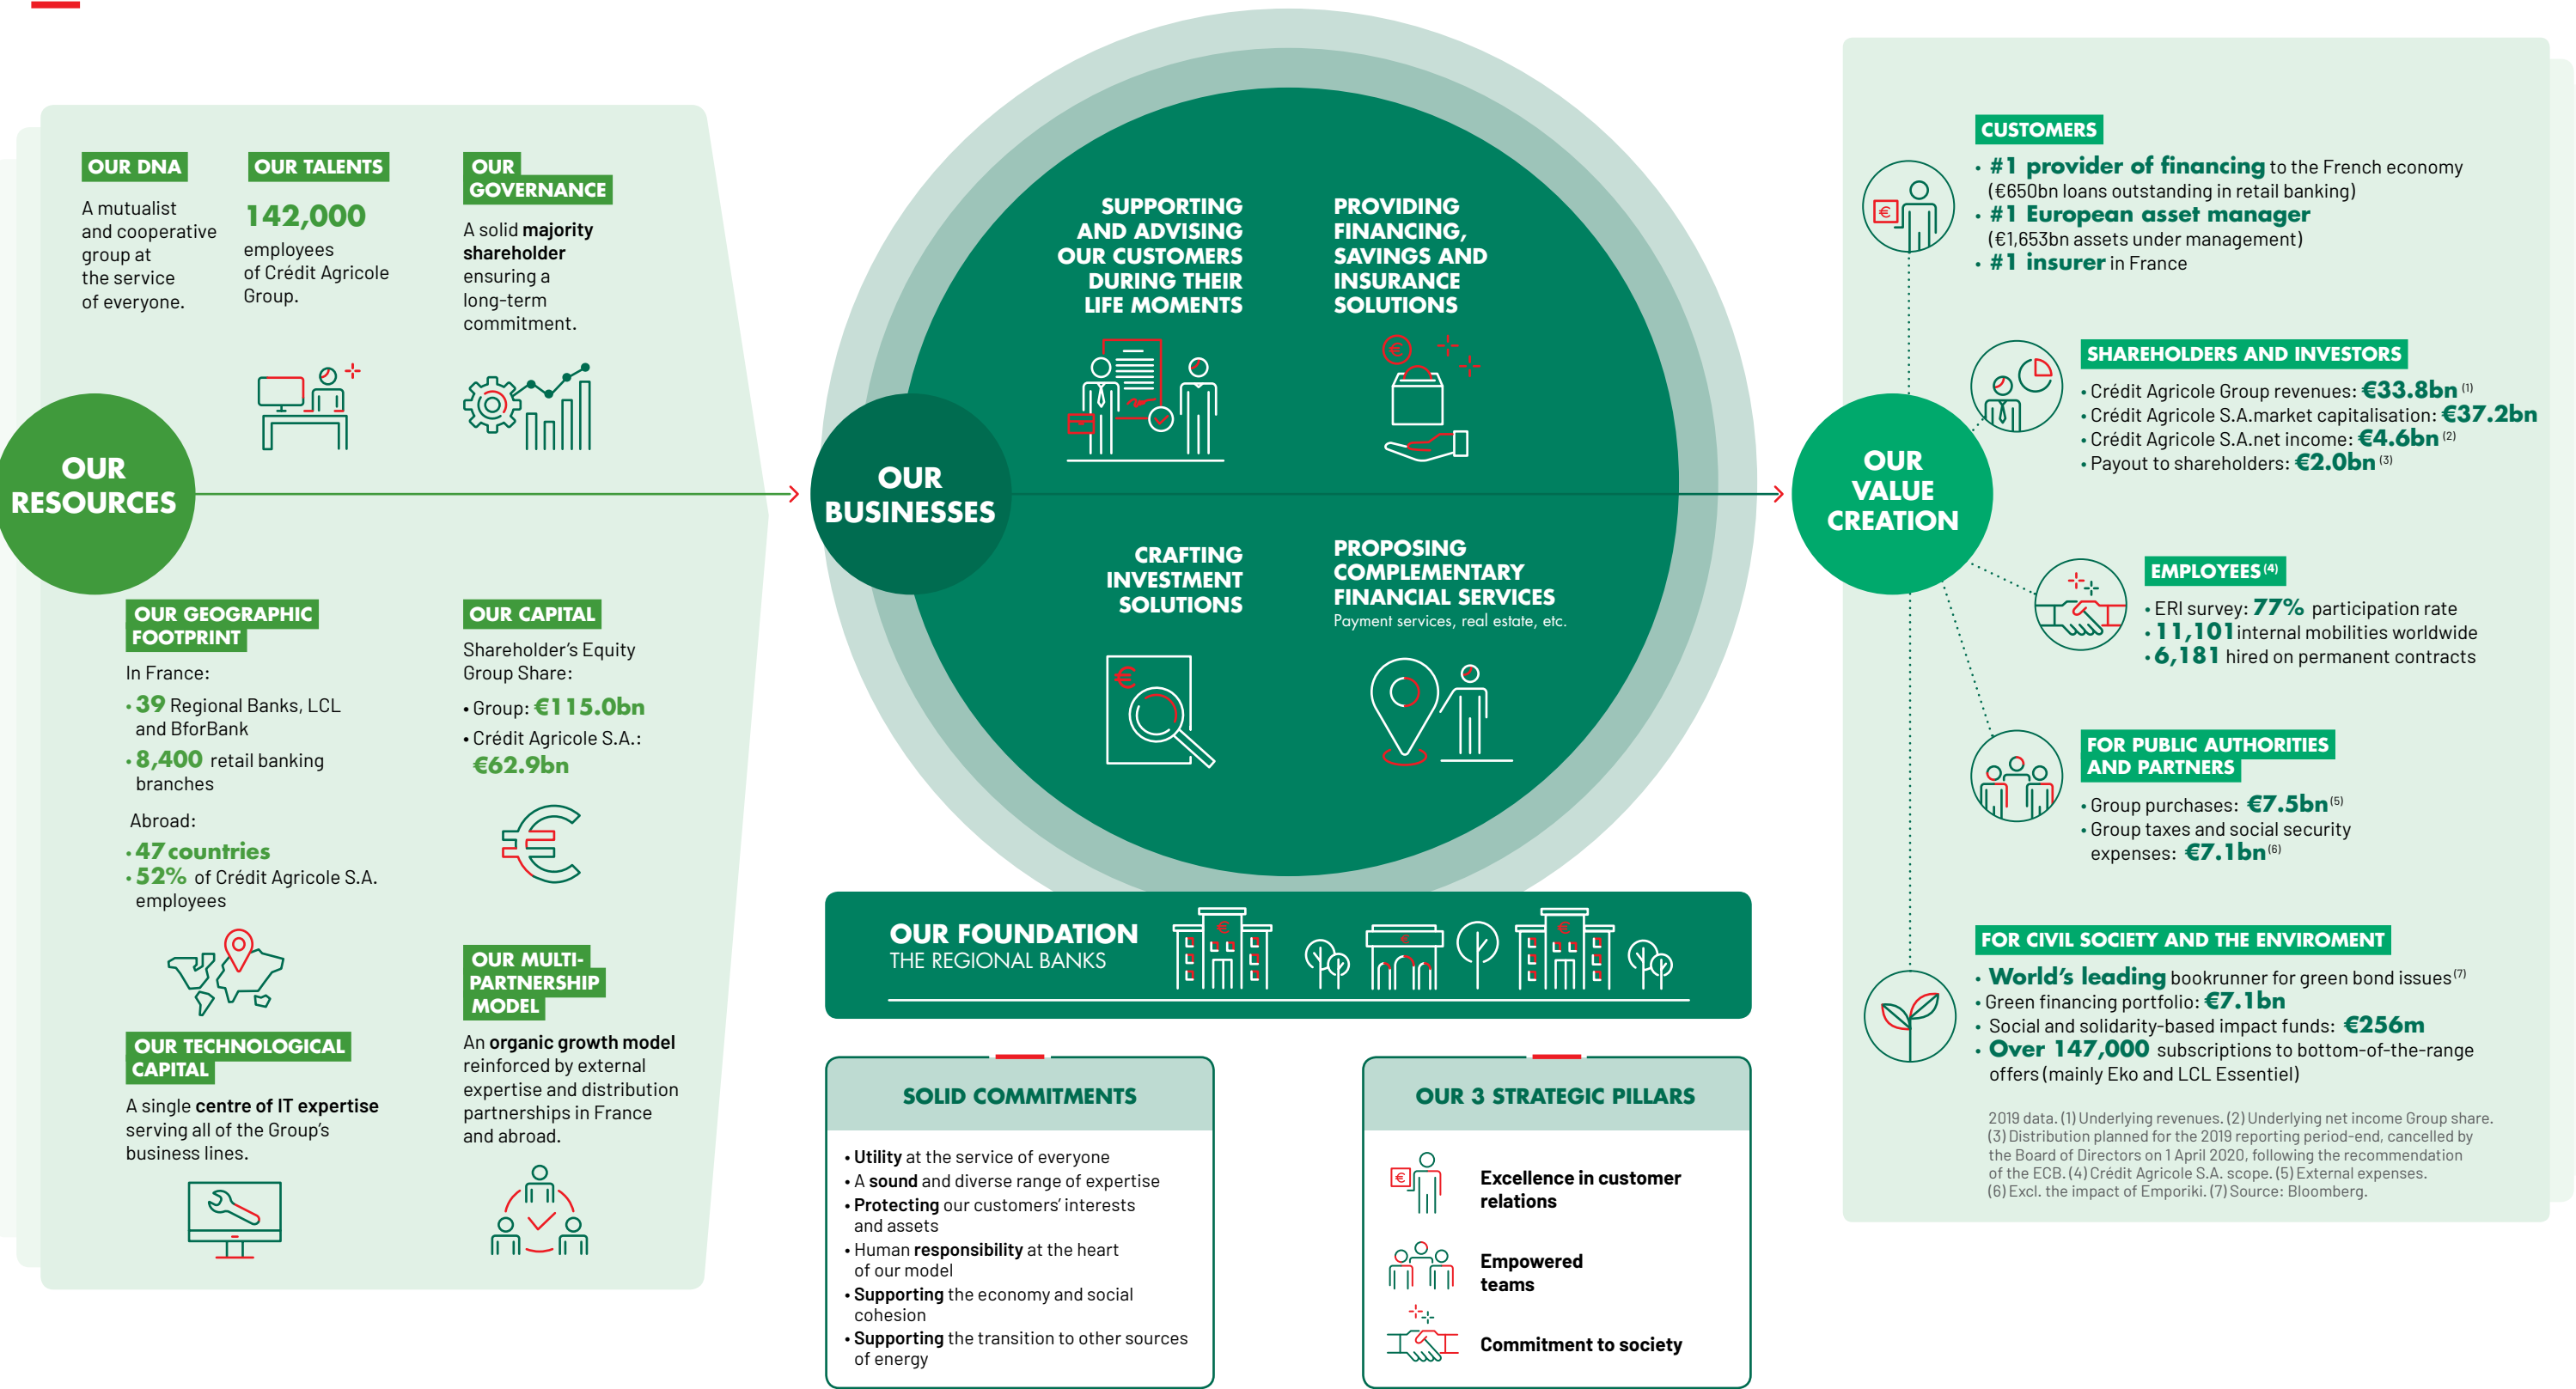 OUR DNA
A mutualist
and cooperative
group at
the service
of everyone.
OUR TALENTS
142,000
employees
of Crédit Agricole
Group.
OUR
GOVERNANCE
A solid majority
shareholder
ensuring a
long-term
commitment.
OUR
RESOURCES
OUR GEOGRAPHIC
FOOTPRINT
In France:
• 39 Regional Banks, LCL
and BforBank
• 8,400 retail banking
branches
Abroad:
• 47 countries
• 52% of Crédit Agricole S.A.
employees
OUR TECHNOLOGICAL
CAPITAL
A single centre of IT expertise
serving all of the Group's
business lines.
OUR CAPITAL
Shareholder's Equity
Group Share:
• Group: €115.0bn
• Crédit Agricole S.A.:
€62.9bn
€
OUR MULTI-
PARTNERSHIP
MODEL
An organic growth model
reinforced by external
expertise and distribution
partnerships in France
and abroad.
OUR
BUSINESSES
SUPPORTING
AND ADVISING
OUR CUSTOMERS
DURING THEIR
LIFE MOMENTS
PROVIDING
FINANCING,
SAVINGS AND
INSURANCE
SOLUTIONS
€
CRAFTING
INVESTMENT
SOLUTIONS
€
PROPOSING
COMPLEMENTARY
FINANCIAL SERVICES
Payment services, real estate, etc.
OUR FOUNDATION
THE REGIONAL BANKS
€
€
€
SOLID COMMITMENTS
• Utility at the service of everyone
• A sound and diverse range of expertise
• Protecting our customers' interests
and assets
• Human responsibility at the heart
of our model
• Supporting the economy and social
cohesion
• Supporting the transition to other sources
of energy
OUR 3 STRATEGIC PILLARS
€
Excellence in customer
relations
Empowered
teams
Commitment to society
OUR
VALUE
CREATION
CUSTOMERS
€
• #1 provider of financing to the French economy
(€650bn loans outstanding in retail banking)
• #1 European asset manager
(€1,653bn assets under management)
• #1 insurer in France
SHAREHOLDERS AND INVESTORS
• Crédit Agricole Group revenues: €33.8bn (1)
• Crédit Agricole S.A.market capitalisation: €37.2bn
• Crédit Agricole S.A.net income: €4.6bn (2)
• Payout to shareholders: €2.0bn (3)
EMPLOYEES (4)
• ERI survey: 77% participation rate
• 11,101 internal mobilities worldwide
• 6,181 hired on permanent contracts
FOR PUBLIC AUTHORITIES
AND PARTNERS
• Group purchases: €7.5bn (5)
• Group taxes and social security
expenses: €7.1bn (6)
FOR CIVIL SOCIETY AND THE ENVIROMENT
• World's leading bookrunner for green bond issues (7)
• Green financing portfolio: €7.1bn
• Social and solidarity-based impact funds: €256m
• Over 147,000 subscriptions to bottom-of-the-range
offers (mainly Eko and LCL Essentiel)
2019 data. (1) Underlying revenues. (2) Underlying net income Group share.
(3) Distribution planned for the 2019 reporting period-end, cancelled by
the Board of Directors on 1 April 2020, following the recommendation
of the ECB. (4) Crédit Agricole S.A. scope. (5) External expenses.
(6) Excl. the impact of Emporiki. (7) Source: Bloomberg.